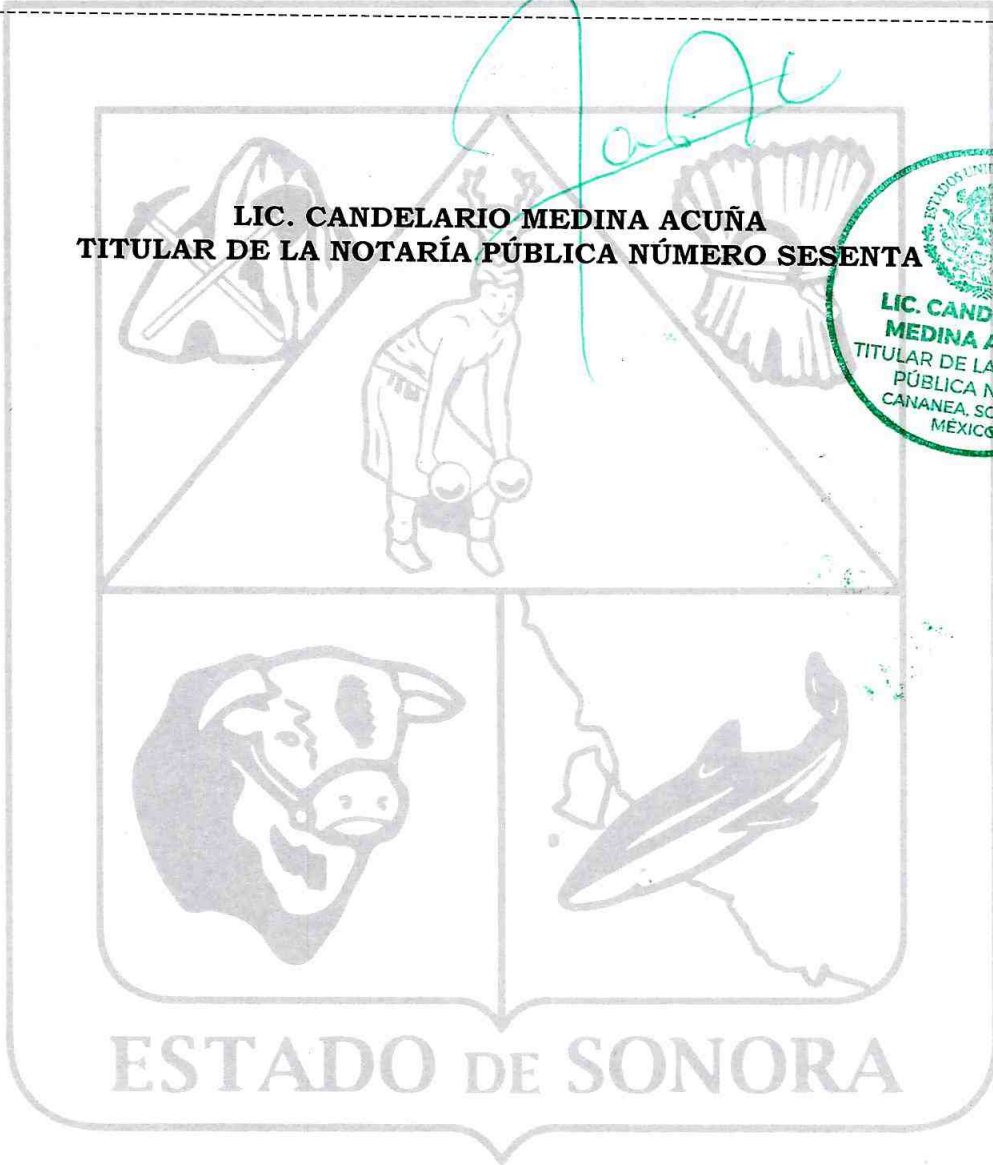 LIC. CANDELARIO MEDINA ACUÑA
TITULAR DE LA NOTARÍA PÚBLICA NÚMERO SESENTA
ESTADOS
LIC. CAND
MEDINA A
TITULAR DE LA
PÚBLICA N
CANANEA, SO
MÉXICO
ESTADO DE SONORA